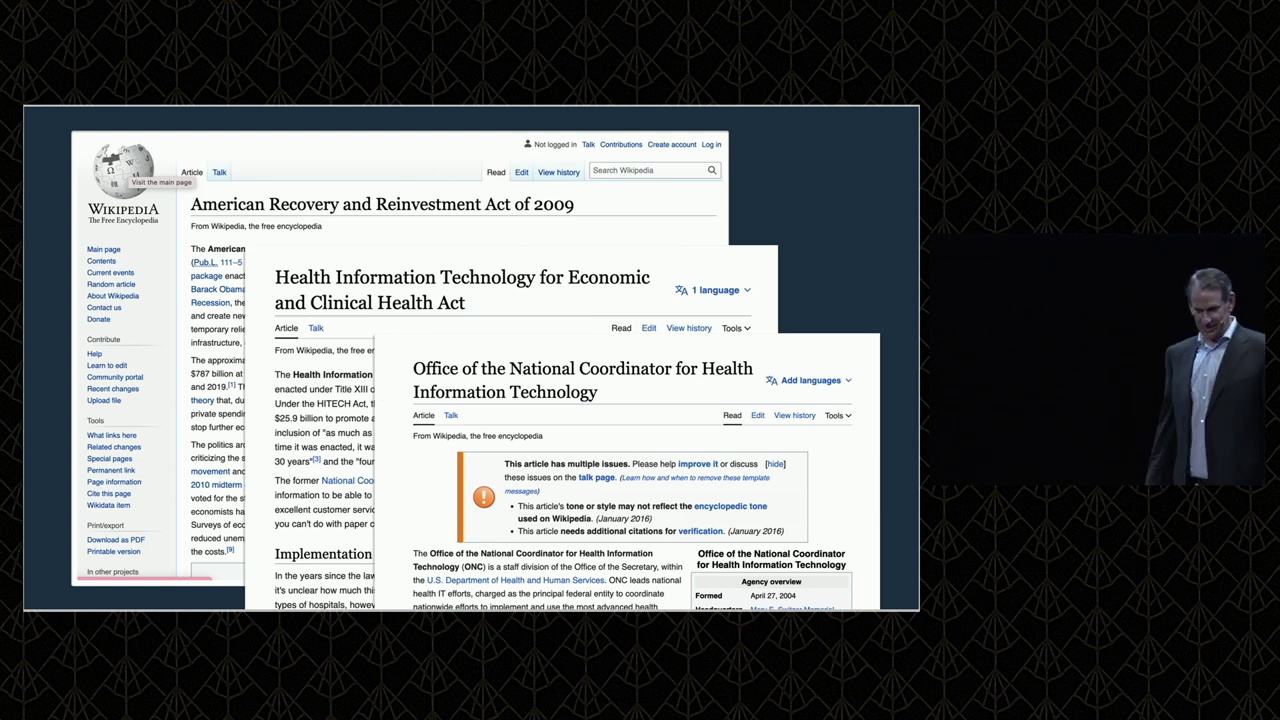 Not logged in Talk Contributions Create account Log in
Article Talk
Read Edit View history
Search Wikipedia
Visit the main page
WIKIPEDIA
The Free Encyclopedia
American Recovery and Reinvestment Act of 2009
From Wikipedia, the free encyclopedia
Main page
Contents
Current events
Random article
About Wikipedia
Contact us
Donate
Contribute
Help
Learn to edit
Community portal
Recent changes
Upload file
Tools
What links here
Related changes
Special pages
Permanent link
Page information
Cite this page
Wikidata item
Print/export
Download as PDF
Printable version
In other projects
The American
(Pub.L. 111–5
package enact
Barack Obama
Recession, the
and create new
temporary relie
infrastructure,
The approxima
$787 billion at
and 2019.[1] Th
theory that, du
private spendin
stop further ec
The politics aro
criticizing the s
movement and
2010 midterm
voted for the s
economists ha
Surveys of eco
reduced unem
the costs.[9]
Health Information Technology for Economic
and Clinical Health Act
1 language
Article Talk
Read Edit View history Tools
From Wikipedia, the free en
The Health Information
enacted under Title XIII o
Under the HITECH Act, t
$25.9 billion to promote a
inclusion of "as much as
time it was enacted, it wa
30 years"[3] and the "four
The former National Coo
information to be able to
excellent customer servic
you can't do with paper c
Implementation
In the years since the law
it's unclear how much thi
types of hospitals, howev
Office of the National Coordinator for Health
Information Technology
Add languages
Article Talk
Read Edit View history Tools
From Wikipedia, the free encyclopedia
This article has multiple issues. Please help improve it or discuss [hide]
these issues on the talk page. (Learn how and when to remove these template
messages)
• This article's tone or style may not reflect the encyclopedic tone
used on Wikipedia. (January 2016)
• This article needs additional citations for verification. (January 2016)
The Office of the National Coordinator for Health Information
Technology (ONC) is a staff division of the Office of the Secretary, within
the U.S. Department of Health and Human Services. ONC leads national
health IT efforts, charged as the principal federal entity to coordinate
nationwide efforts to implement and use the most advanced health
Office of the National Coordinator
for Health Information Technology
Agency overview
Formed April 27, 2004